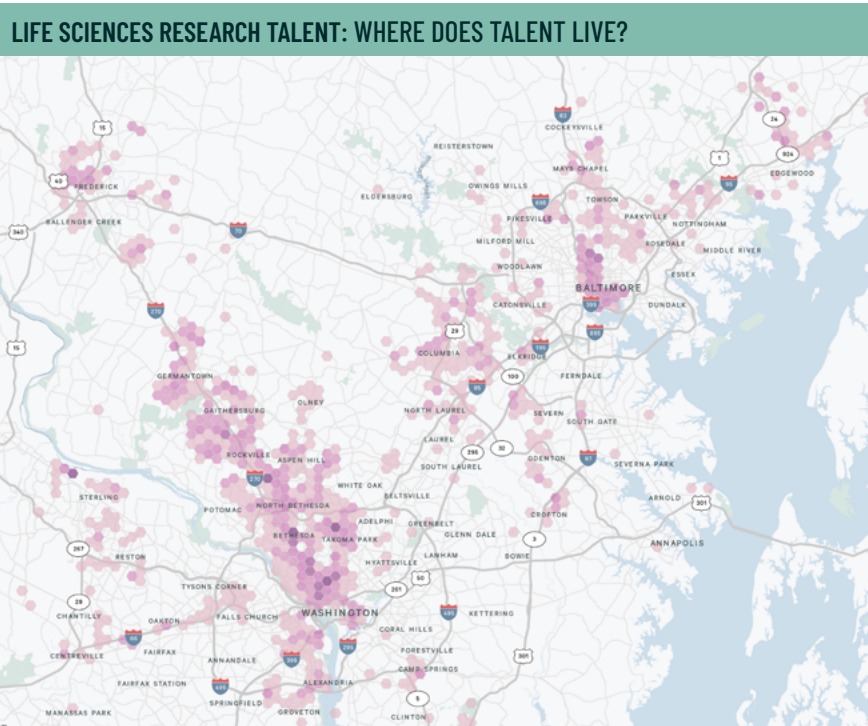 LIFE SCIENCES RESEARCH TALENT: WHERE DOES TALENT LIVE?
83
24
15
COCKEYSVILLE
REISTERSTOWN
1
924
MAYS CHAPEL
EDGEWOOD
40
FREDERICK
OWINGS MILLS
95
ELDERSBURG
695
TOWSON
PIKESVILLE
PARKVILLE
BALLENGER CREEK
NOTTINGHAM
340
70
MILFORD MILL
ROSEDALE
MIDDLE RIVER
WOODLAWN
ESSEX
BALTIMORE
270
CATONSVILLE
395
DUNDALK
29
895
15
COLUMBIA
ELKRIDGE
GERMANTOWN
100
FERNDALE
95
OLNEY
GAITHERSBURG
NORTH LAUREL
SEVERN
SOUTH GATE
LAUREL
295
32
ROCKVILLE
ASPEN HILL
ODENTON
97
SOUTH LAUREL
SEVERNA PARK
270
WHITE OAK
STERLING
BELTSVILLE
ARNOLD
301
POTOMAC
NORTH BETHESDA
CROFTON
ADELPHI
GREENBELT
BETHESDA
TAKOMA PARK
GLENN DALE
3
ANNAPOLIS
267
RESTON
HYATTSVILLE
LANHAM
BOWIE
50
TYSONS CORNER
201
28
WASHINGTON
CHANTILLY
OAKTON
FALLS CHURCH
495
KETTERING
CORAL HILLS
66
295
FORESTVILLE
CENTREVILLE
FAIRFAX
ANNANDALE
395
301
CAMP SPRINGS
FAIRFAX STATION
495
ALEXANDRIA
5
SPRINGFIELD
MANASSAS PARK
GROVETON
CLINTON